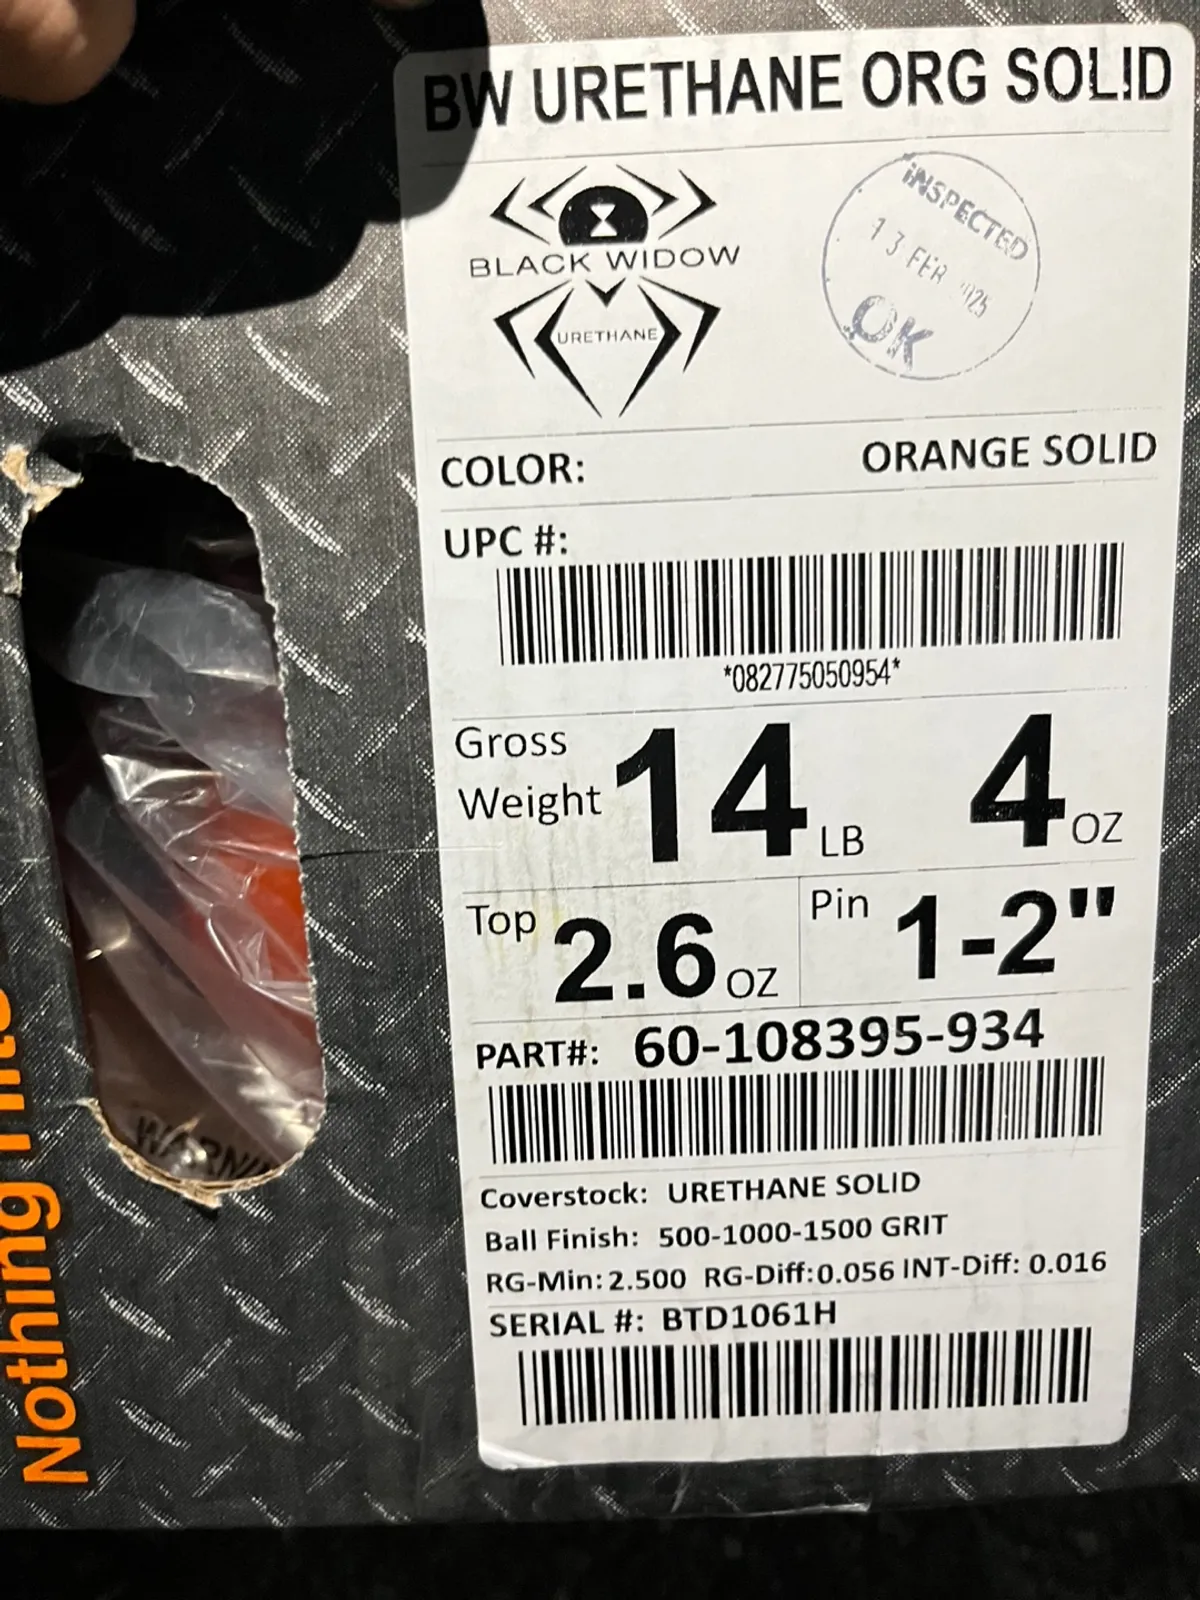 BW URETHANE ORG SOLID
BLACK WIDOW
URETHANE
INSPECTED
13 FEB 2025
OK
COLOR: ORANGE SOLID
UPC #:
*082775050954*
Gross Weight 14 LB 4 OZ
Top 2.6 OZ Pin 1-2"
PART#: 60-108395-934
Coverstock: URETHANE SOLID
Ball Finish: 500-1000-1500 GRIT
RG-Min: 2.500 RG-Diff:0.056 INT-Diff: 0.016
SERIAL #: BTD1061H
Nothing